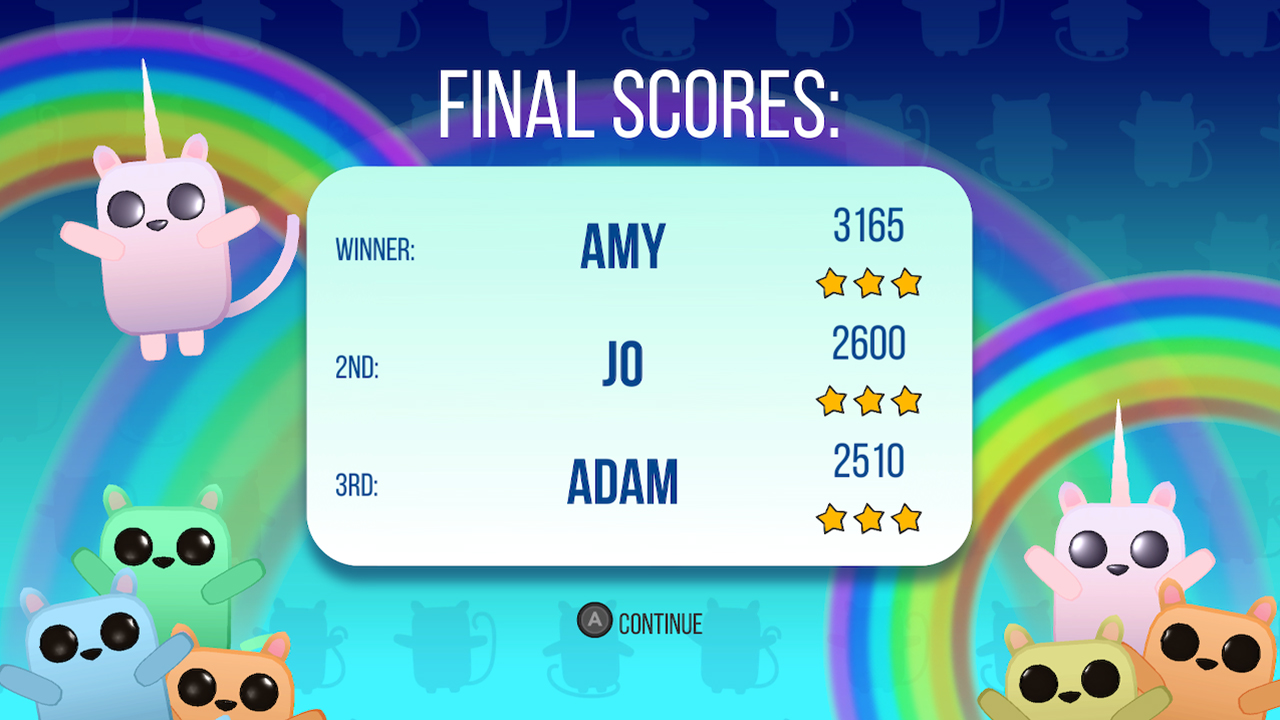 FINAL SCORES:
WINNER: AMY 3165
2ND: JO 2600
3RD: ADAM 2510
A CONTINUE